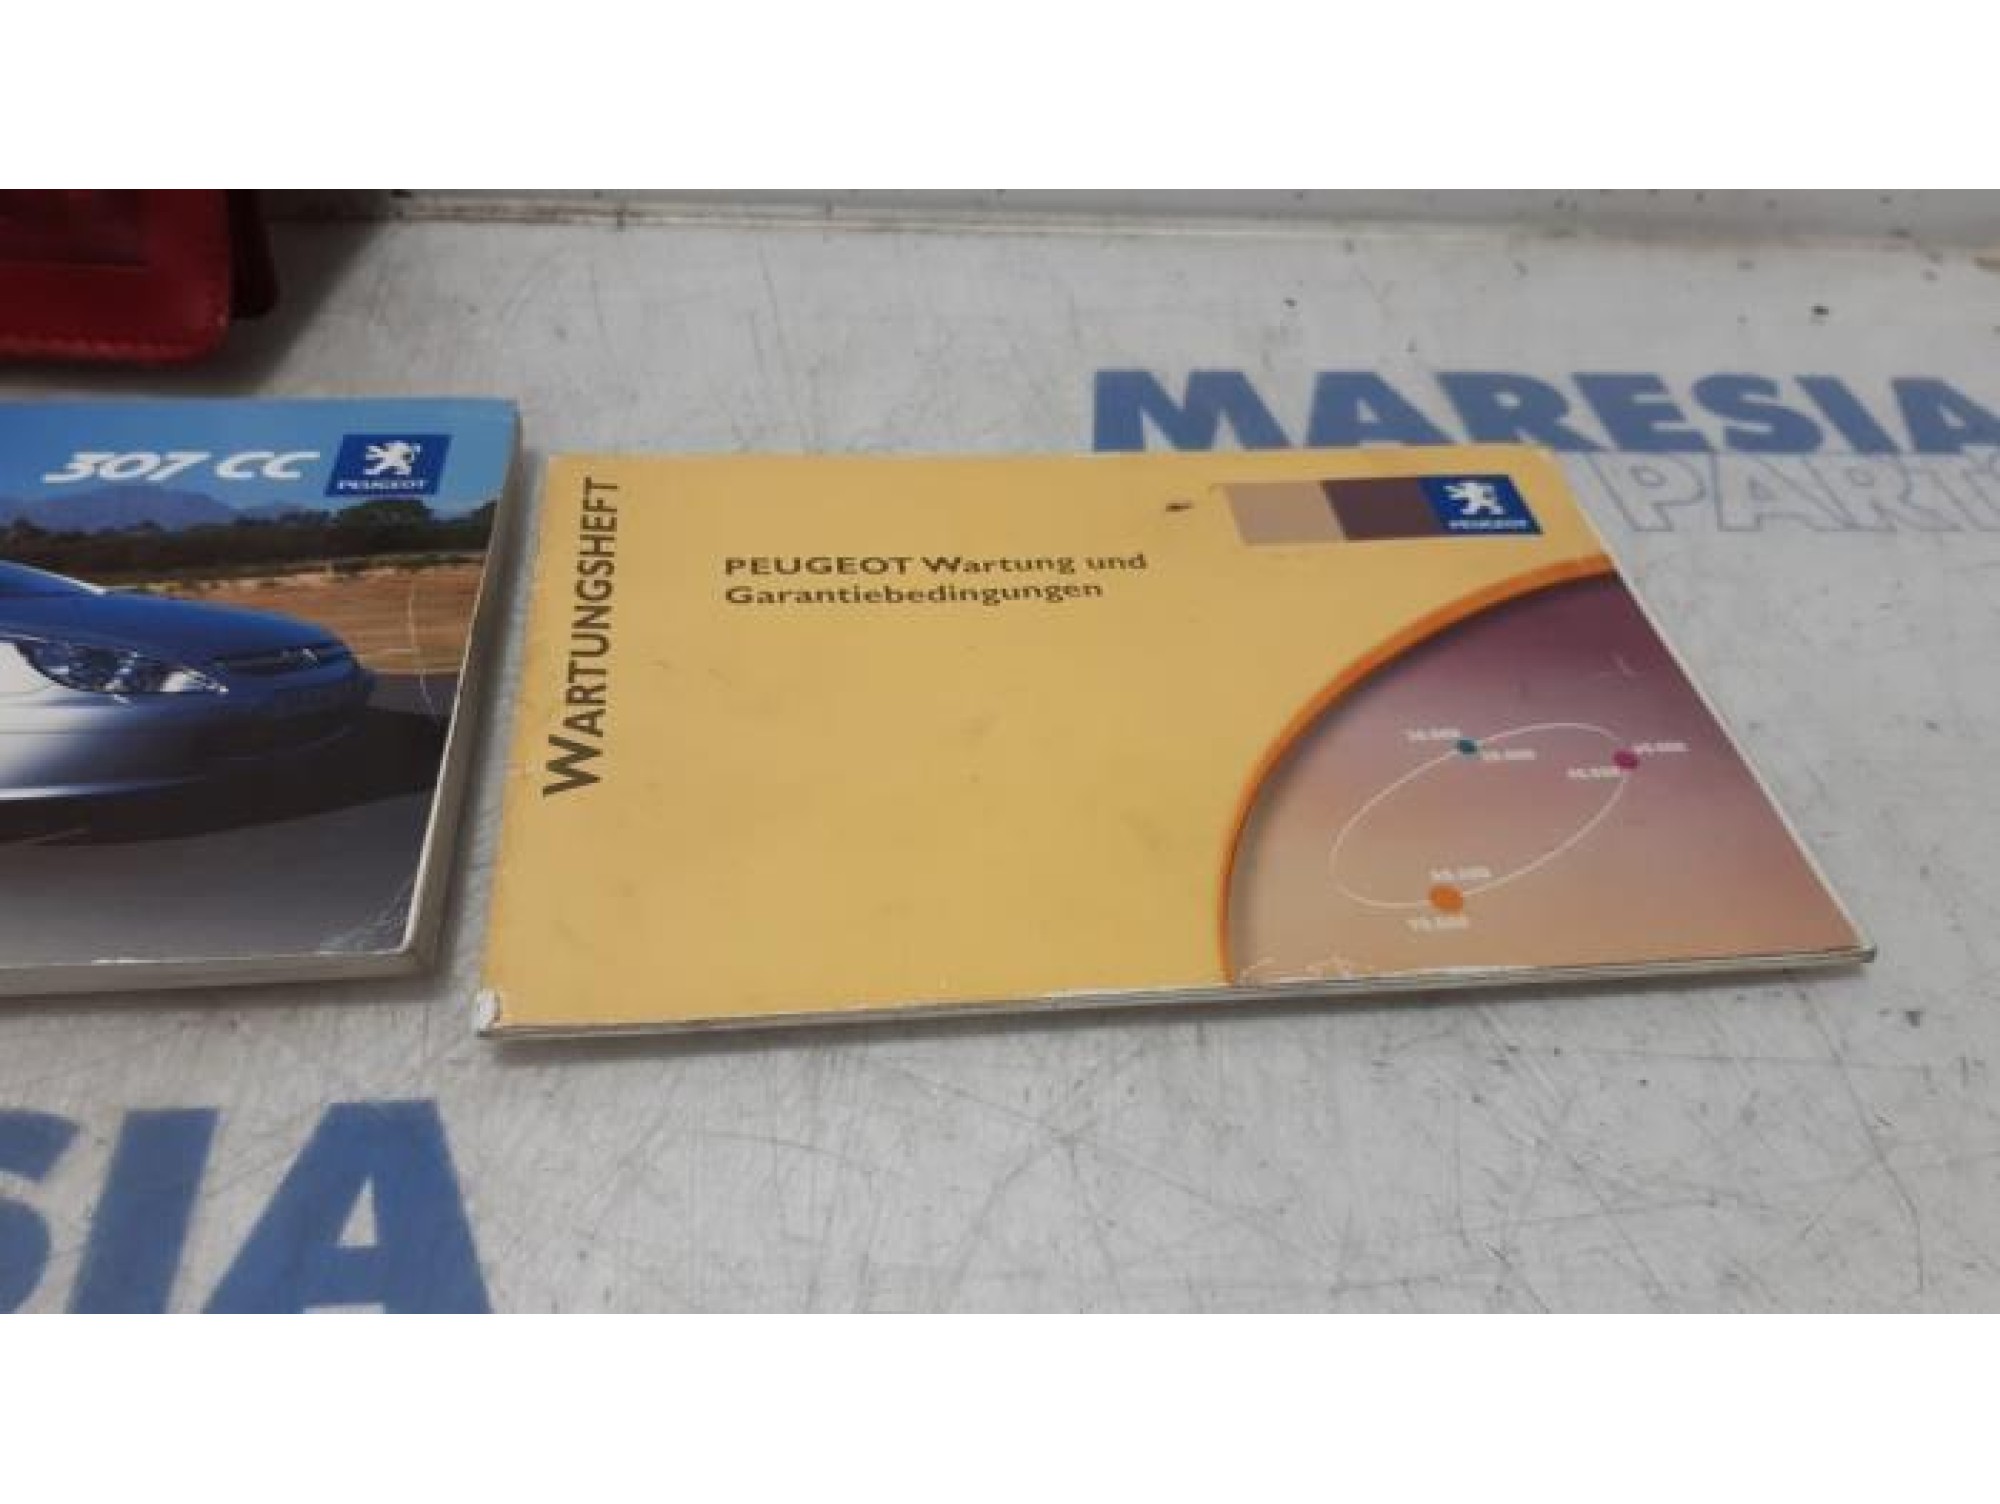 MARESIA
PART
307 CC
PEUGEOT
WARTUNGSHEFT
PEUGEOT
PEUGEOT Wartung und
Garantiebedingungen
SIA